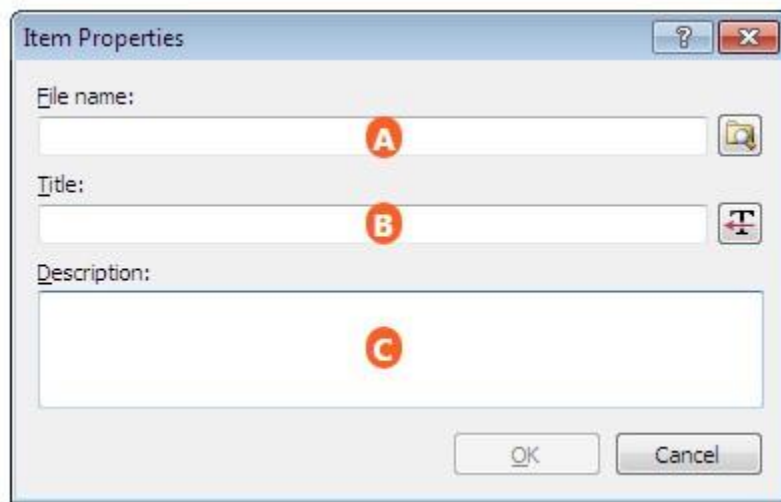 Item Properties
File name:
A
Title:
B
T
Description:
C
OK
Cancel